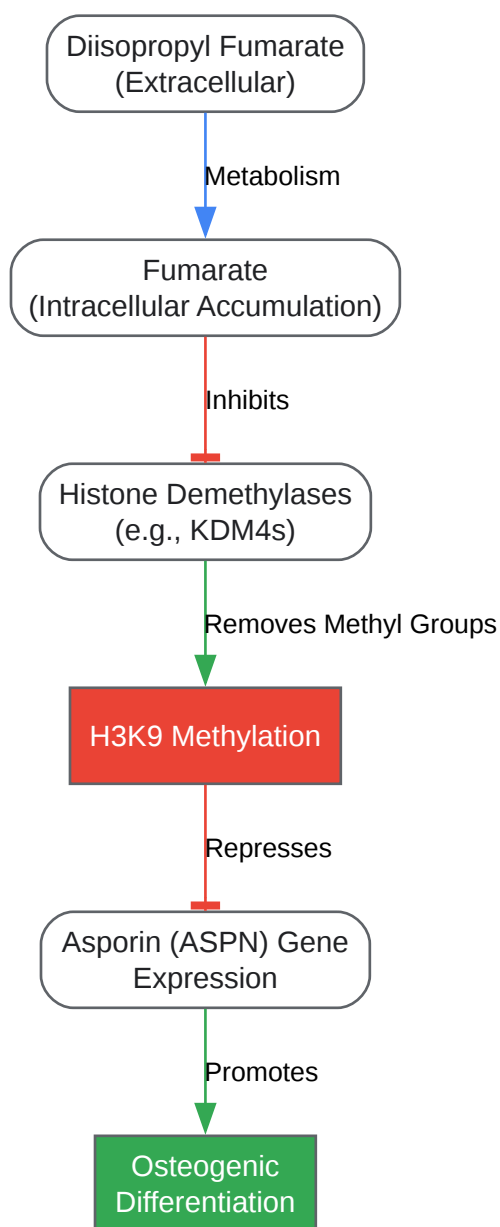 Diisopropyl Fumarate
(Extracellular)
Metabolism
Fumarate
(Intracellular Accumulation)
Inhibits
Histone Demethylases
(e.g., KDM4s)
Removes Methyl Groups
H3K9 Methylation
Represses
Asporin (ASPN) Gene
Expression
Promotes
Osteogenic
Differentiation